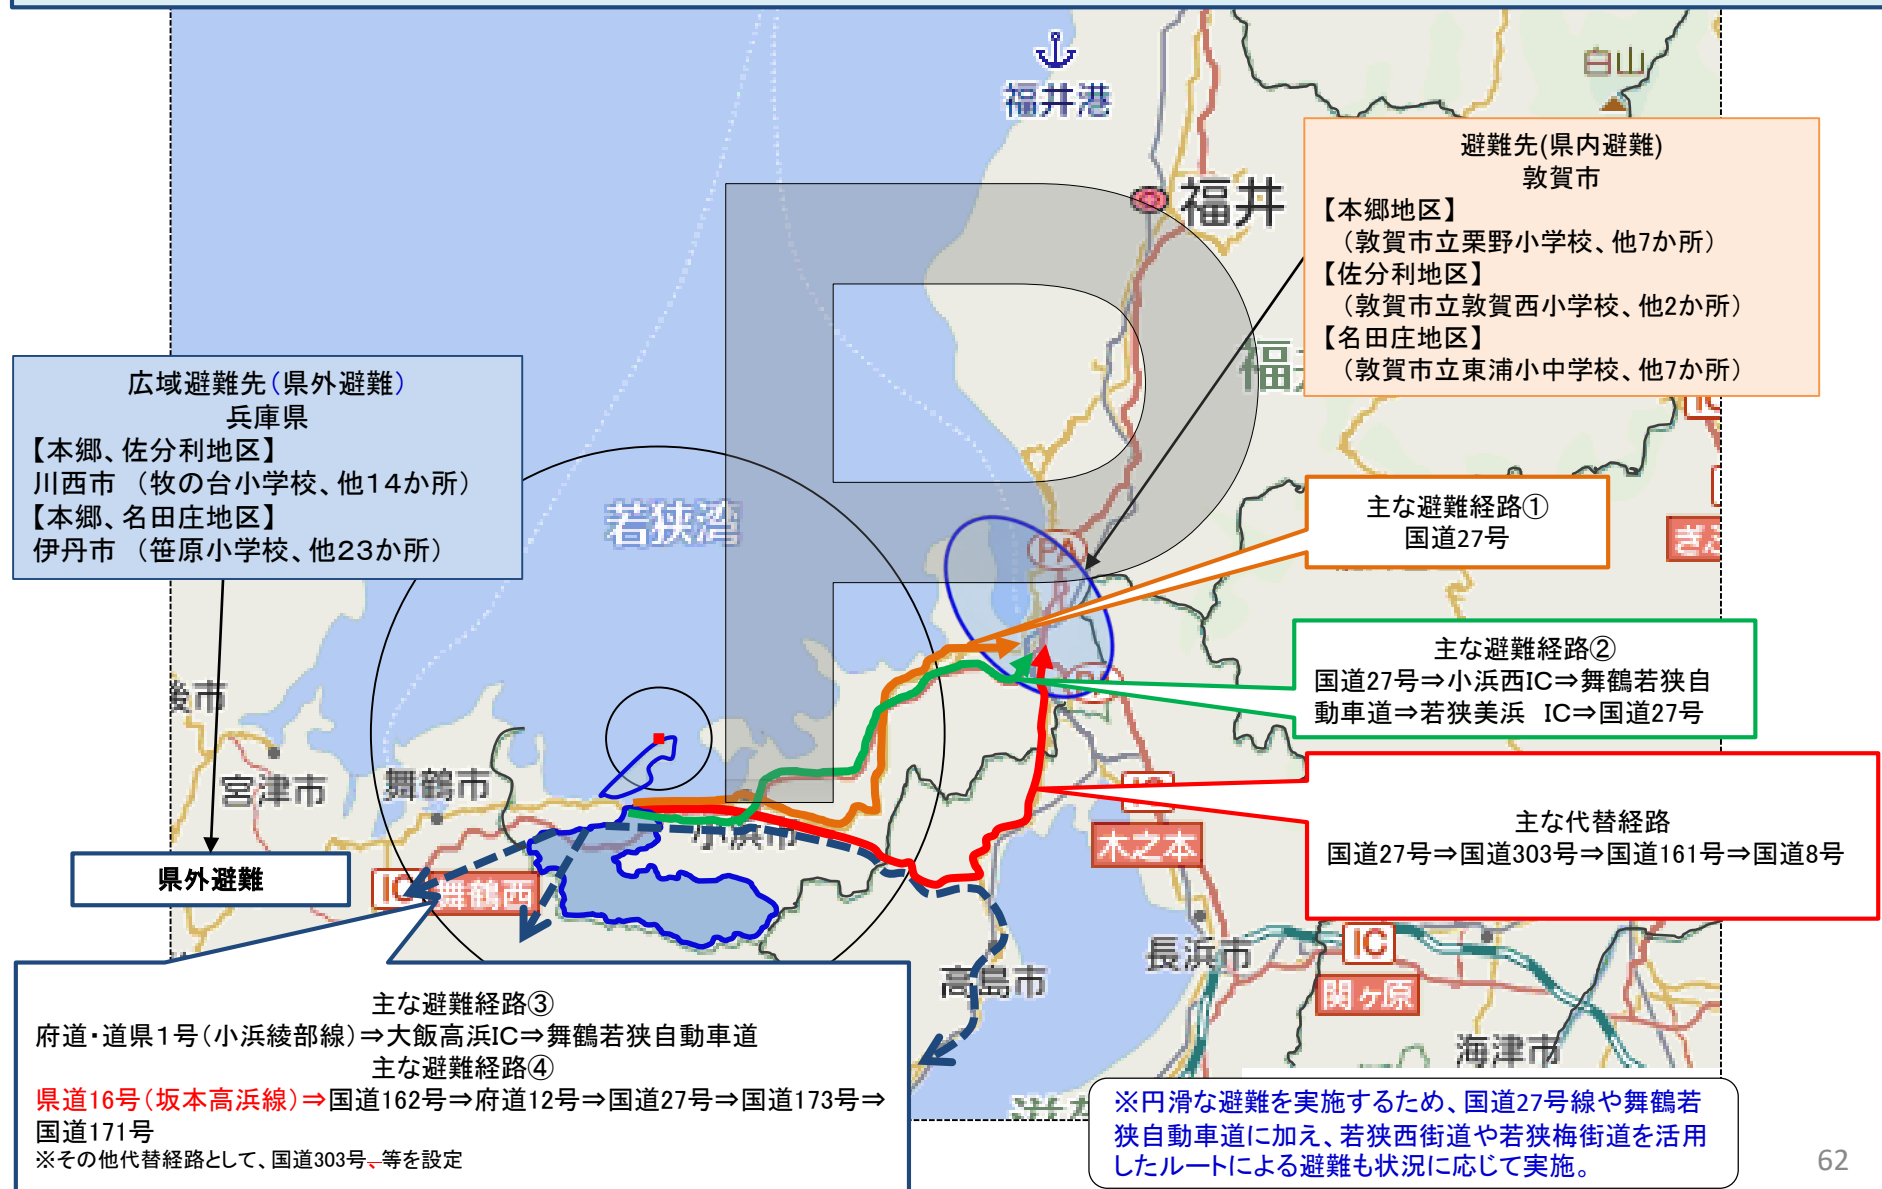 白山
福井港
福井
避難先(県内避難)
敦賀市
【本郷地区】
（敦賀市立粟野小学校、他7か所）
【佐分利地区】
（敦賀市立敦賀西小学校、他2か所）
【名田庄地区】
（敦賀市立東浦小中学校、他7か所）
福
広域避難先（県外避難）
兵庫県
【本郷、佐分利地区】
川西市 （牧の台小学校、他14か所）
【本郷、名田庄地区】
伊丹市 （笹原小学校、他23か所）
若狭湾
P
PA
主な避難経路①
国道27号
主な避難経路②
国道27号⇒小浜西IC⇒舞鶴若狭自
動車道⇒若狭美浜 IC⇒国道27号
後市
宮津市
舞鶴市
小浜市
IC
木之本
主な代替経路
国道27号⇒国道303号⇒国道161号⇒国道8号
県外避難
IC
舞鶴西
高島市
長浜市
IC
関ヶ原
海津市
主な避難経路③
府道・道県1号（小浜綾部線）⇒大飯高浜IC⇒舞鶴若狭自動車道
主な避難経路④
県道16号（坂本高浜線）⇒国道162号⇒府道12号⇒国道27号⇒国道173号⇒
国道171号
※その他代替経路として、国道303号、等を設定
※円滑な避難を実施するため、国道27号線や舞鶴若
狭自動車道に加え、若狭西街道や若狭梅街道を活用
したルートによる避難も状況に応じて実施。
62